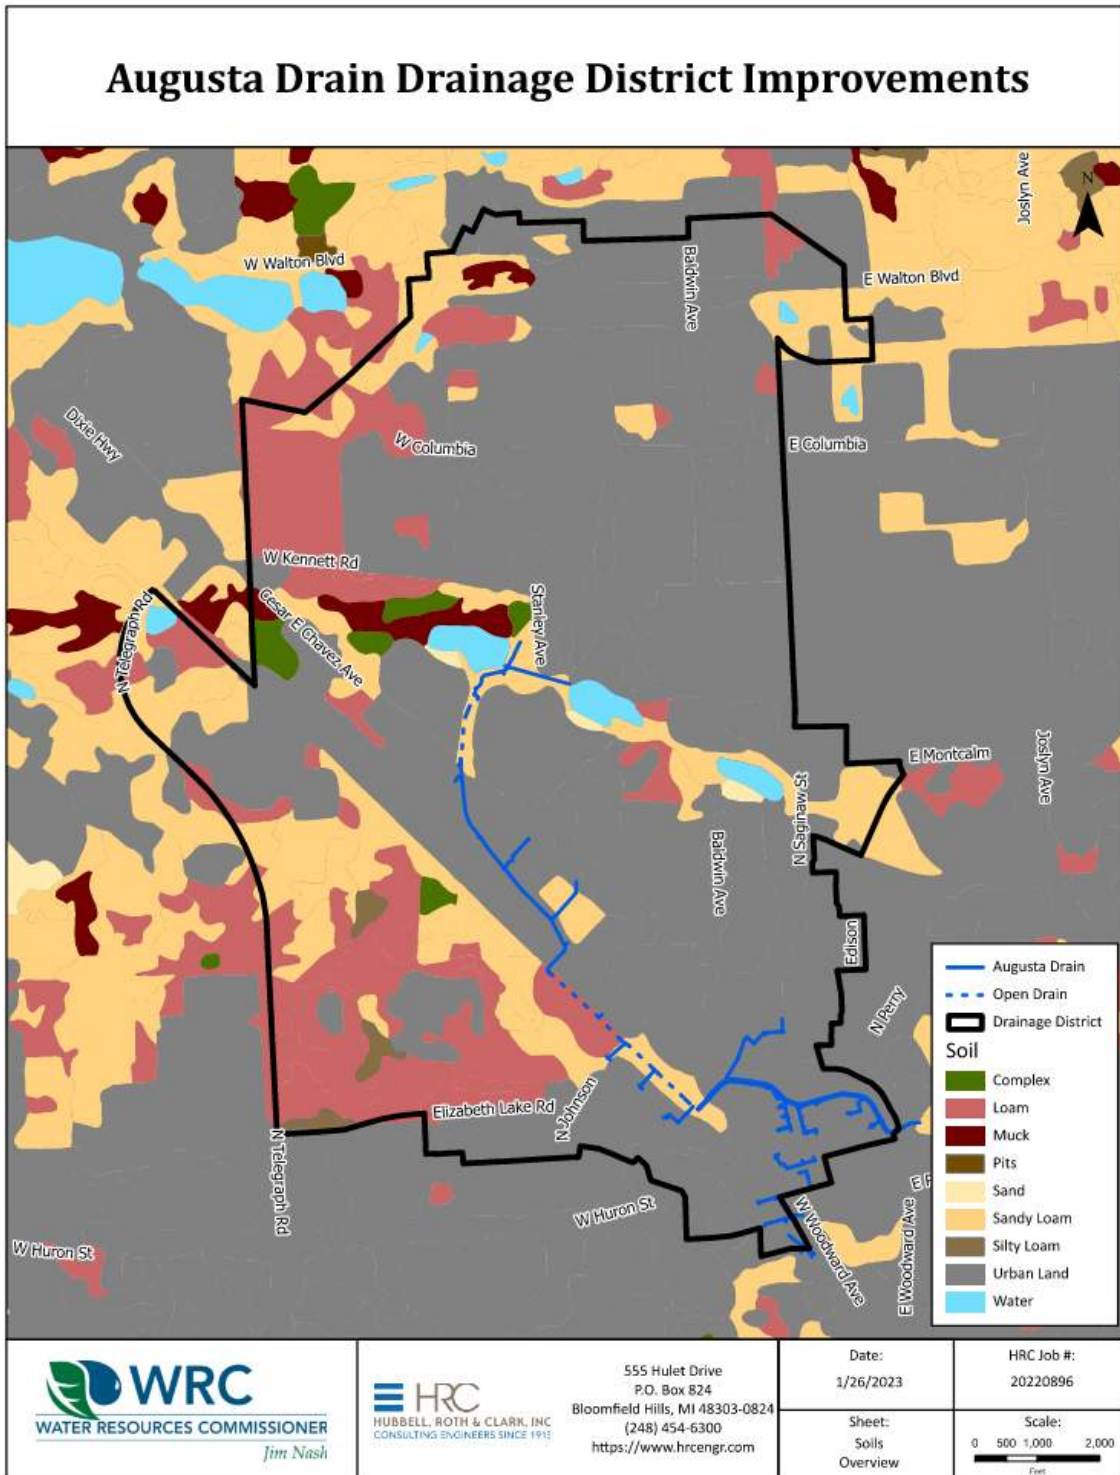 Augusta Drain Drainage District Improvements
Joslyn Ave
N
W Walton Blvd
Baldwin Ave
E Walton Blvd
Dixie Hwy
W Columbia
E Columbia
W Kennett Rd
Cesar E Chavez Ave
Stanley Ave
N Telegraph Rd
E Montcalm
Joslyn Ave
N Saginaw St
Baldwin Ave
Edison
N Perry
Elizabeth Lake Rd
N Johnson
N Telegraph Rd
W Huron St
W Huron St
W Woodward Ave
E Woodward Ave
Augusta Drain
Open Drain
Drainage District
Soil
Complex
Loam
Muck
Pits
Sand
Sandy Loam
Silty Loam
Urban Land
Water
WRC
WATER RESOURCES COMMISSIONER
Jim Nash
HRC
HUBBELL, ROTH & CLARK, INC
CONSULTING ENGINEERS SINCE 1915
555 Hulet Drive
P.O. Box 824
Bloomfield Hills, MI 48303-0824
(248) 454-6300
https://www.hrcengr.com
Date:
1/26/2023
HRC Job #:
20220896
Sheet:
Soils
Overview
Scale:
0 500 1,000 2,000
Feet